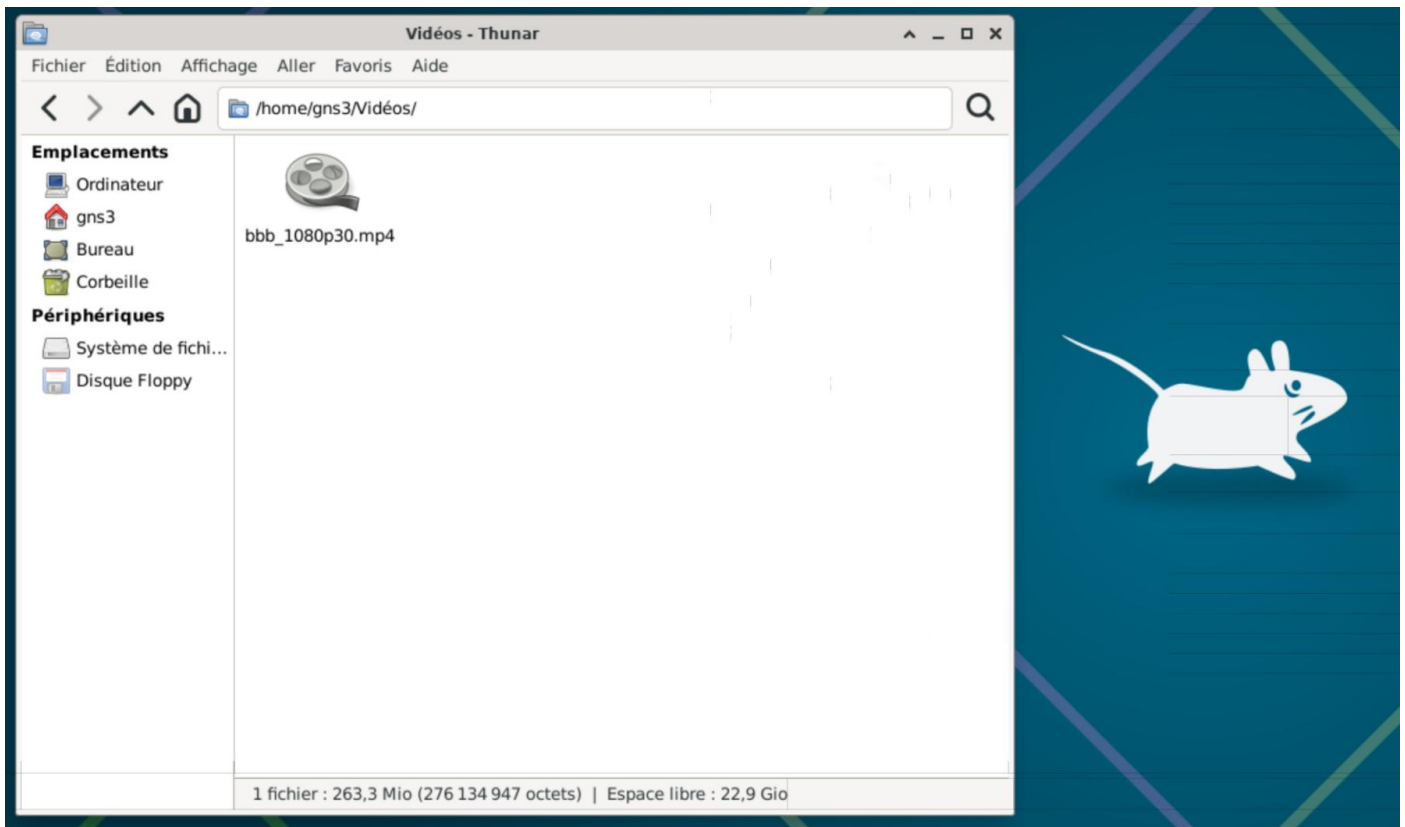 Vidéos - Thunar
Fichier Édition Affichage Aller Favoris Aide
/home/gns3/Vidéos/
Emplacements
Ordinateur
gns3
Bureau
Corbeille
Périphériques
Système de fichi...
Disque Floppy
bbb_1080p30.mp4
1 fichier : 263,3 Mio (276 134 947 octets) | Espace libre : 22,9 Gio